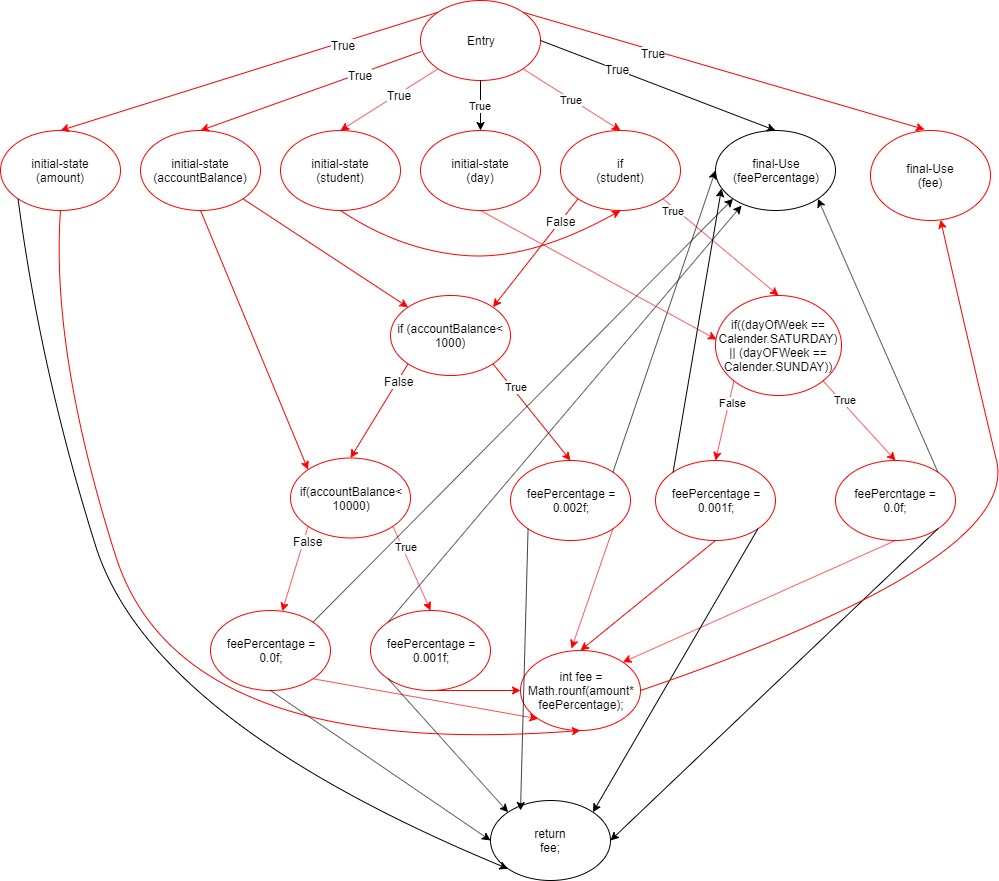 Entry
True
True
True
True
True
True
True
initial-state
(amount)
initial-state
(accountBalance)
initial-state
(student)
initial-state
(day)
if
(student)
final-Use
(feePercentage)
final-Use
(fee)
False
True
if (accountBalance<
1000)
if((dayOfWeek ==
Calender.SATURDAY)
|| (dayOFWeek ==
Calender.SUNDAY))
False
True
False
True
if(accountBalance<
10000)
feePercentage =
0.002f;
feePercentage =
0.001f;
feePercntage =
0.0f;
False
True
feePercentage =
0.0f;
feePercentage =
0.001f;
int fee =
Math.rounf(amount*
feePercentage);
return
fee;